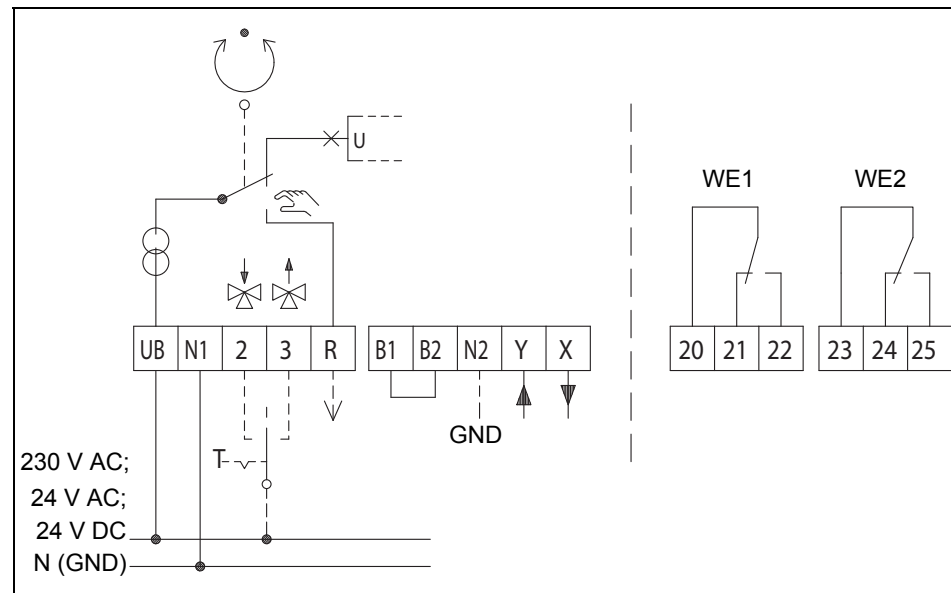 U
WE1 WE2
UB N1 2 3 R B1 B2 N2 Y X 20 21 22 23 24 25
GND
T
230 V AC;
24 V AC;
24 V DC
N (GND)